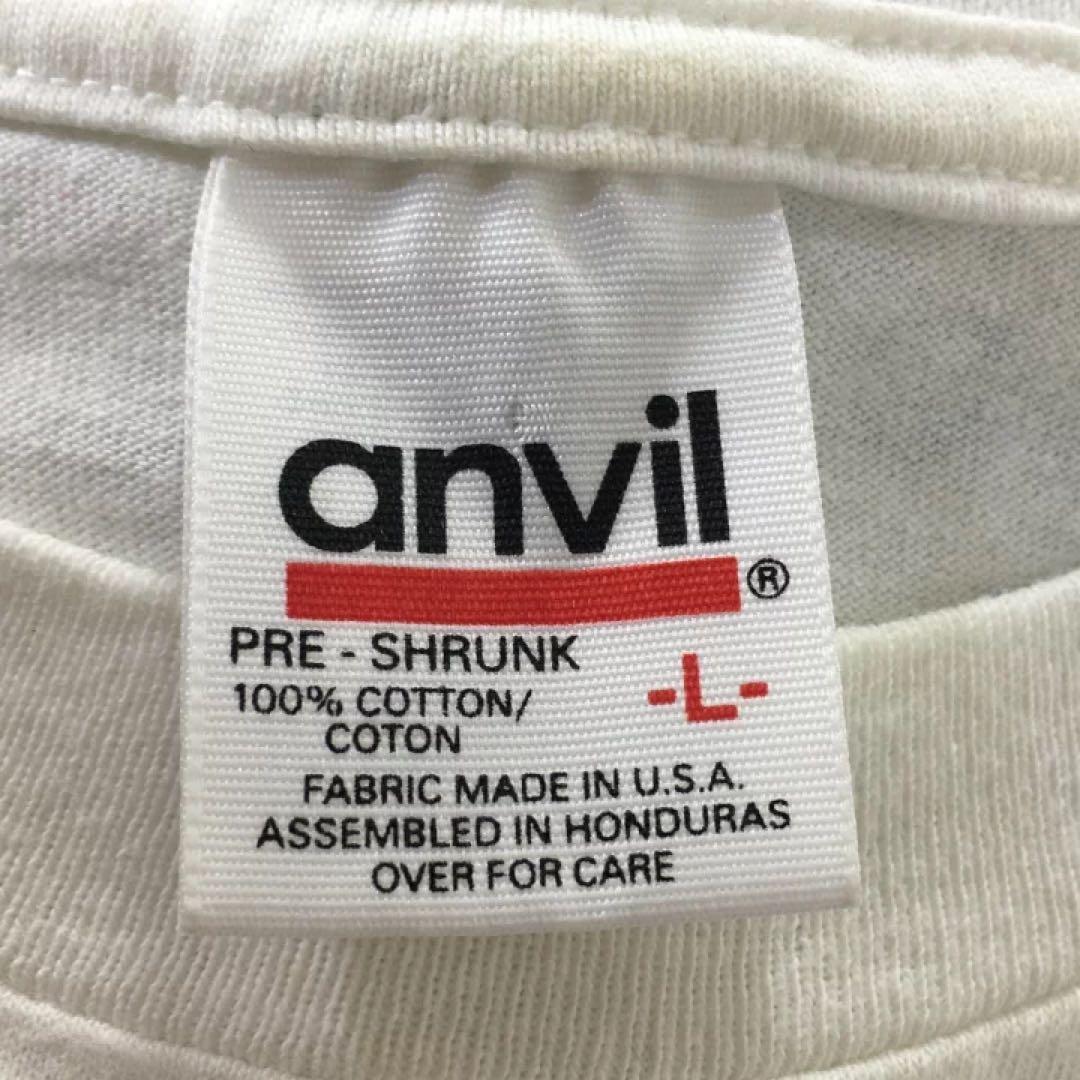 anvil
®
PRE - SHRUNK
-L-
100% COTTON/
COTON
FABRIC MADE IN U.S.A.
ASSEMBLED IN HONDURAS
OVER FOR CARE